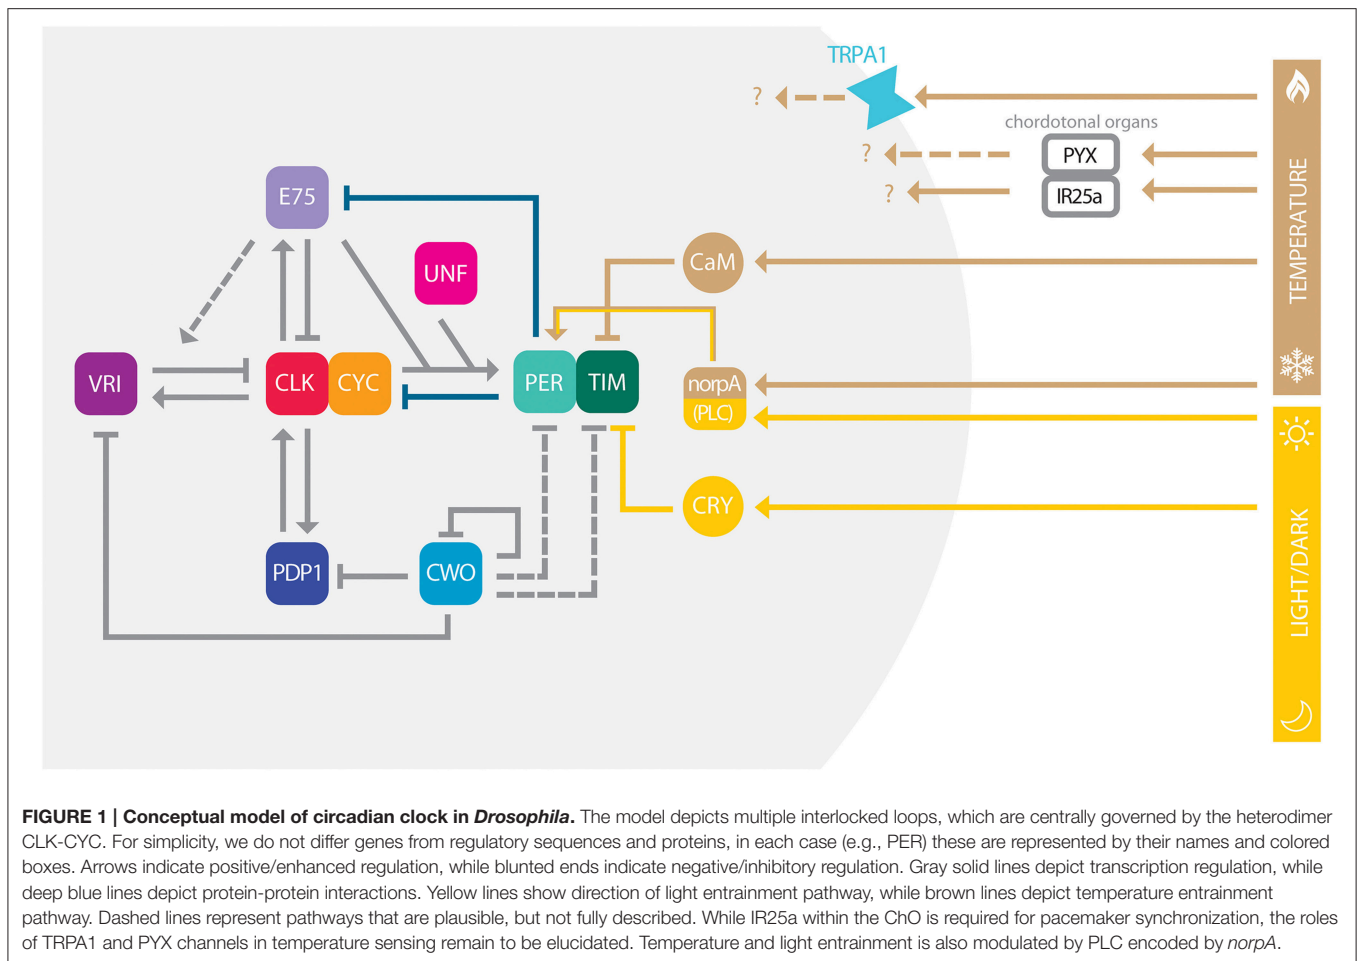 TRPA1
?
chordotonal organs
?
PYX
?
IR25a
TEMPERATURE
E75
UNF
CaM
VRI
CLK
CYC
PER
TIM
norpA
(PLC)
CRY
LIGHT/DARK
PDP1
CWO
FIGURE 1 | Conceptual model of circadian clock in Drosophila. The model depicts multiple interlocked loops, which are centrally governed by the heterodimer
CLK-CYC. For simplicity, we do not differ genes from regulatory sequences and proteins, in each case (e.g., PER) these are represented by their names and colored
boxes. Arrows indicate positive/enhanced regulation, while blunted ends indicate negative/inhibitory regulation. Gray solid lines depict transcription regulation, while
deep blue lines depict protein-protein interactions. Yellow lines show direction of light entrainment pathway, while brown lines depict temperature entrainment
pathway. Dashed lines represent pathways that are plausible, but not fully described. While IR25a within the ChO is required for pacemaker synchronization, the roles
of TRPA1 and PYX channels in temperature sensing remain to be elucidated. Temperature and light entrainment is also modulated by PLC encoded by norpA.